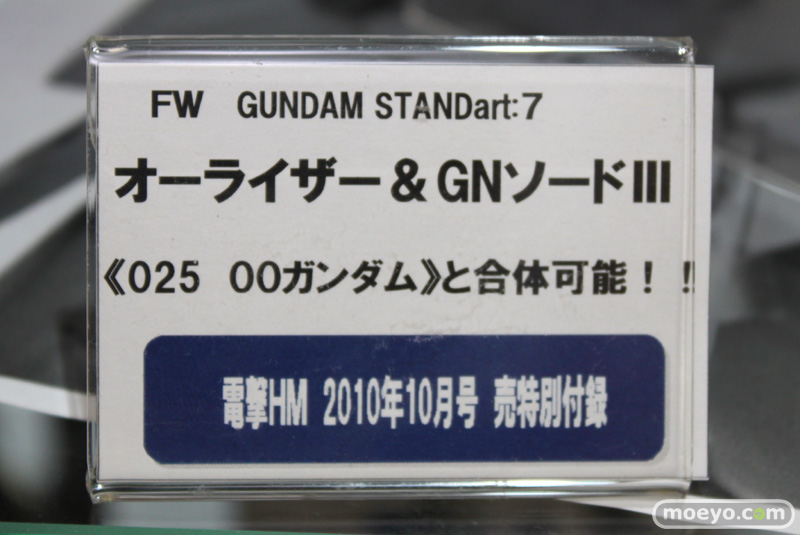 FW GUNDAM STANDart:7
オーライザー&GNソードIII
《025 00ガンダム》と合体可能!!
電撃HM 2010年10月号 売特別付録
moeyo.com